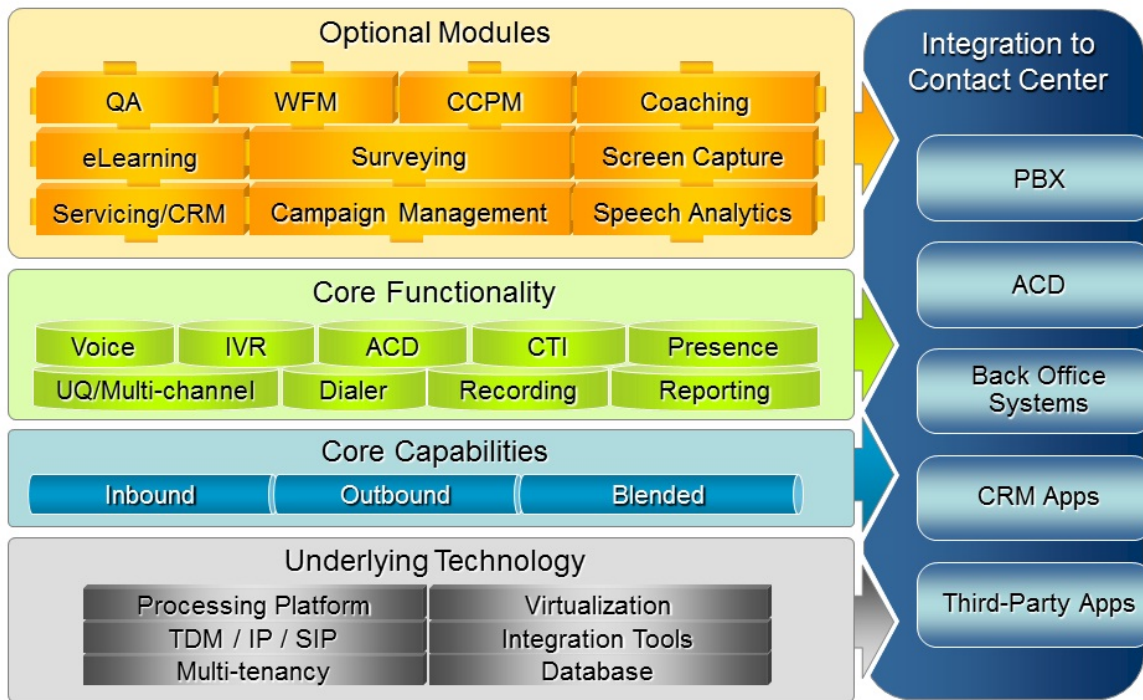 Optional Modules
QA WFM CCPM Coaching
eLearning Surveying Screen Capture
Servicing/CRM Campaign Management Speech Analytics
Core Functionality
Voice IVR ACD CTI Presence
UQ/Multi-channel Dialer Recording Reporting
Core Capabilities
Inbound Outbound Blended
Underlying Technology
Processing Platform Virtualization
TDM / IP / SIP Integration Tools
Multi-tenancy Database
Integration to
Contact Center
PBX
ACD
Back Office
Systems
CRM Apps
Third-Party Apps